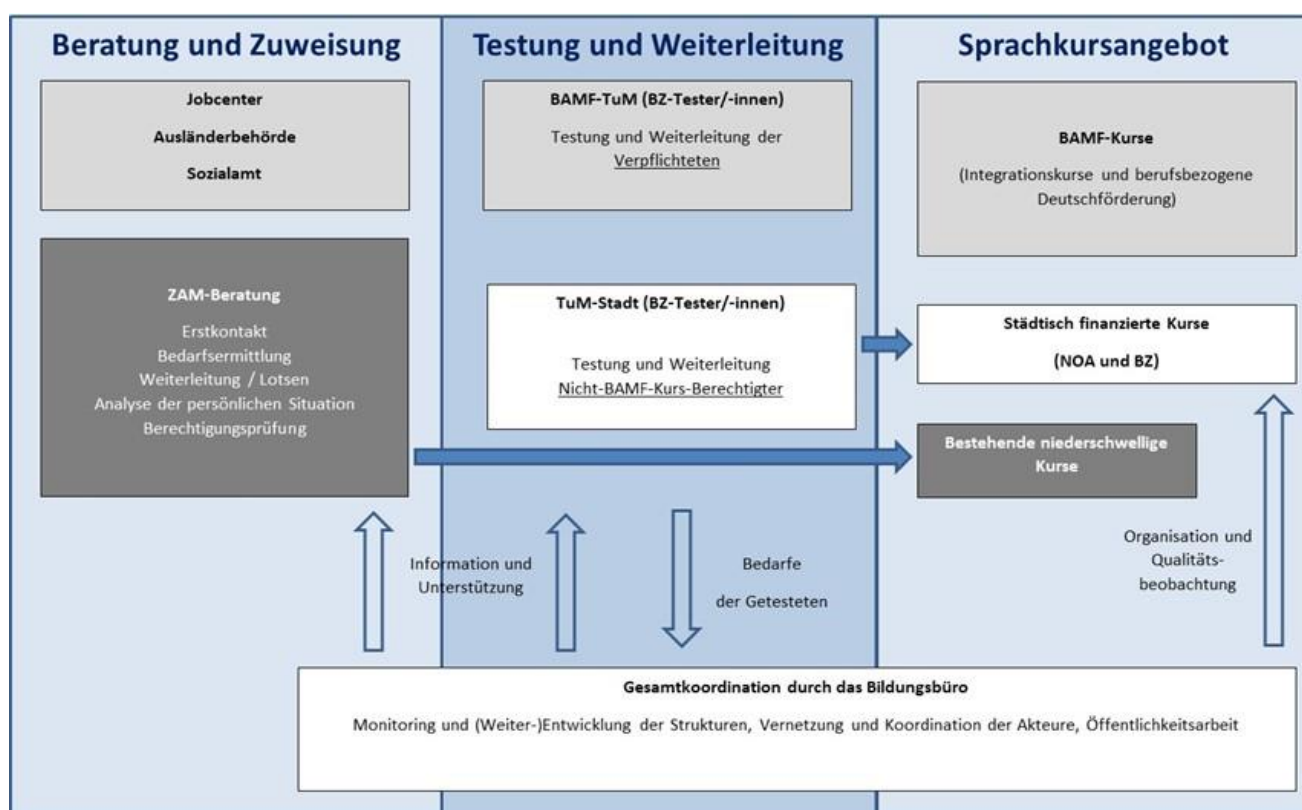 Beratung und Zuweisung
Jobcenter
Ausländerbehörde
Sozialamt
ZAM-Beratung
Erstkontakt
Bedarfsermittlung
Weiterleitung / Lotsen
Analyse der persönlichen Situation
Berechtigungsprüfung
Testung und Weiterleitung
BAMF-TuM (BZ-Tester/-innen)
Testung und Weiterleitung der
Verpflichteten
TuM-Stadt (BZ-Tester/-innen)
Testung und Weiterleitung
Nicht-BAMF-Kurs-Berechtigter
Sprachkursangebot
BAMF-Kurse
(Integrationskurse und berufsbezogene
Deutschförderung)
Städtisch finanzierte Kurse
(NOA und BZ)
Bestehende niederschwellige
Kurse
Information und
Unterstützung
Bedarfe
der Getesteten
Organisation und
Qualitäts-
beobachtung
Gesamtkoordination durch das Bildungsbüro
Monitoring und (Weiter-)Entwicklung der Strukturen, Vernetzung und Koordination der Akteure, Öffentlichkeitsarbeit